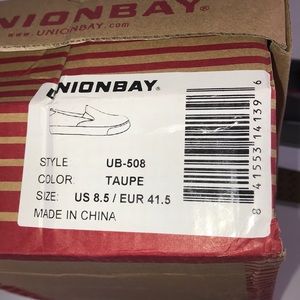 UNIONBAY®
www.UNIONBAY.com
UNIONBAY®
STYLE: UB-508
COLOR: TAUPE
SIZE: US 8.5 / EUR 41.5
MADE IN CHINA
8 41553 14139 6